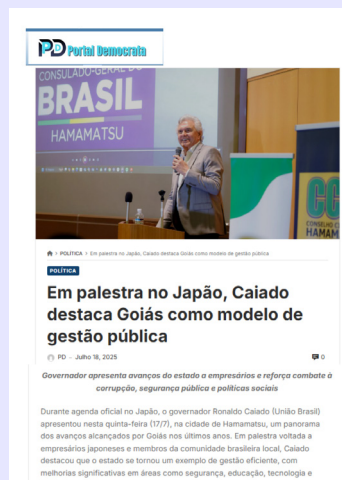 PD Portal Democrata
CONSULADO-GERAL DO
BRASIL
HAMAMATSU
CONSELHO
HAMAM
POLÍTICA > Em palestra no Japão, Caiado destaca Goiás como modelo de gestão pública
POLÍTICA
Em palestra no Japão, Caiado
destaca Goiás como modelo de
gestão pública
PD - Julho 18, 2025
0
Governador apresenta avanços do estado a empresários e reforça combate à
corrupção, segurança pública e políticas sociais
Durante agenda oficial no Japão, o governador Ronaldo Caiado (União Brasil)
apresentou nesta quinta-feira (17/7), na cidade de Hamamatsu, um panorama
dos avanços alcançados por Goiás nos últimos anos. Em palestra voltada a
empresários japoneses e membros da comunidade brasileira local, Caiado
destacou que o estado se tornou um exemplo de gestão eficiente, com
melhorias significativas em áreas como segurança, educação, tecnologia e